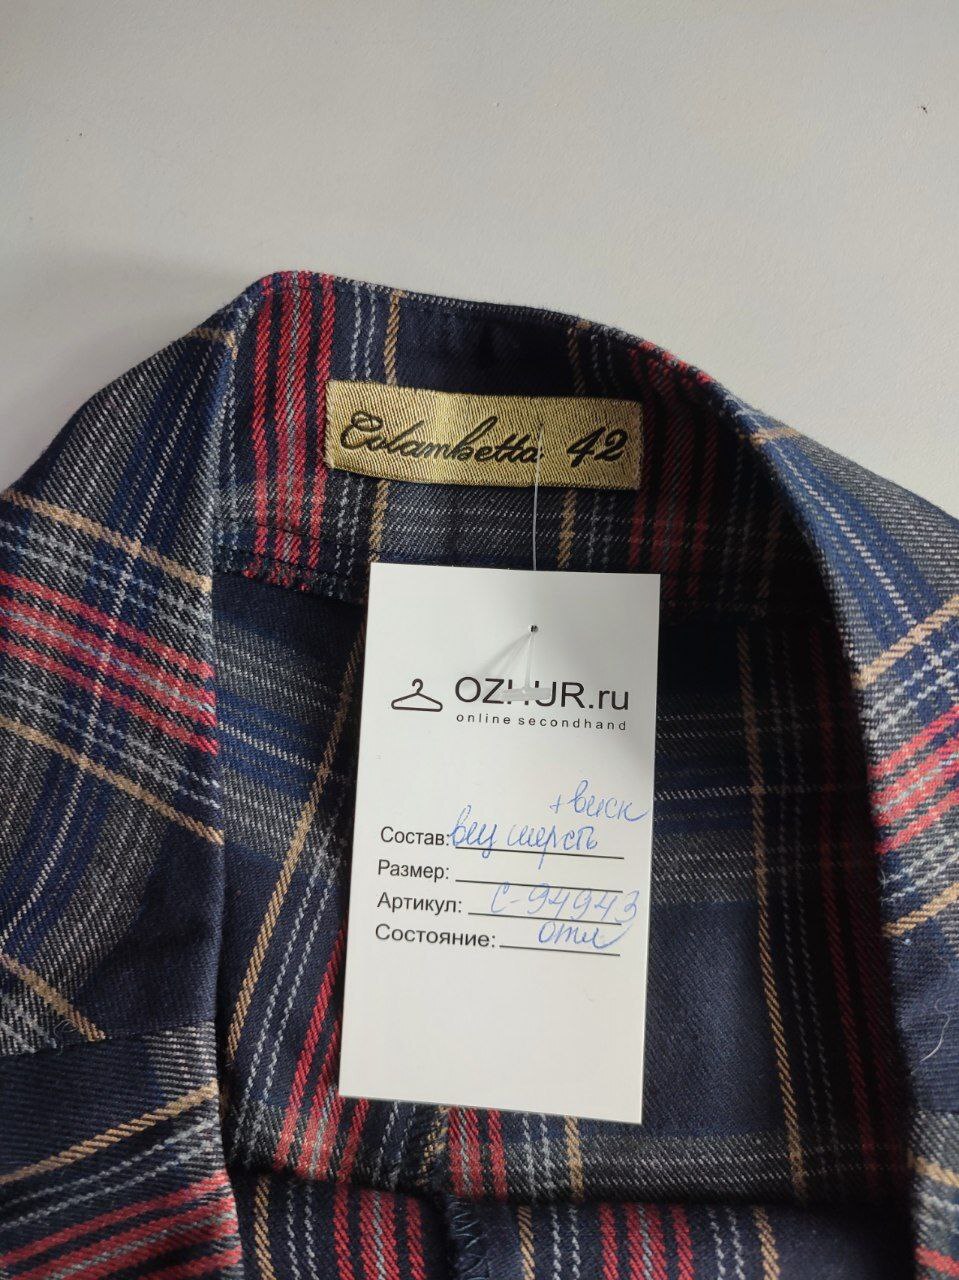 Colambetta 42
OZHUR.ru
online secondhand
+ виск
Состав: вец шерсть
Размер:
Артикул: С-94943
Состояние: отл